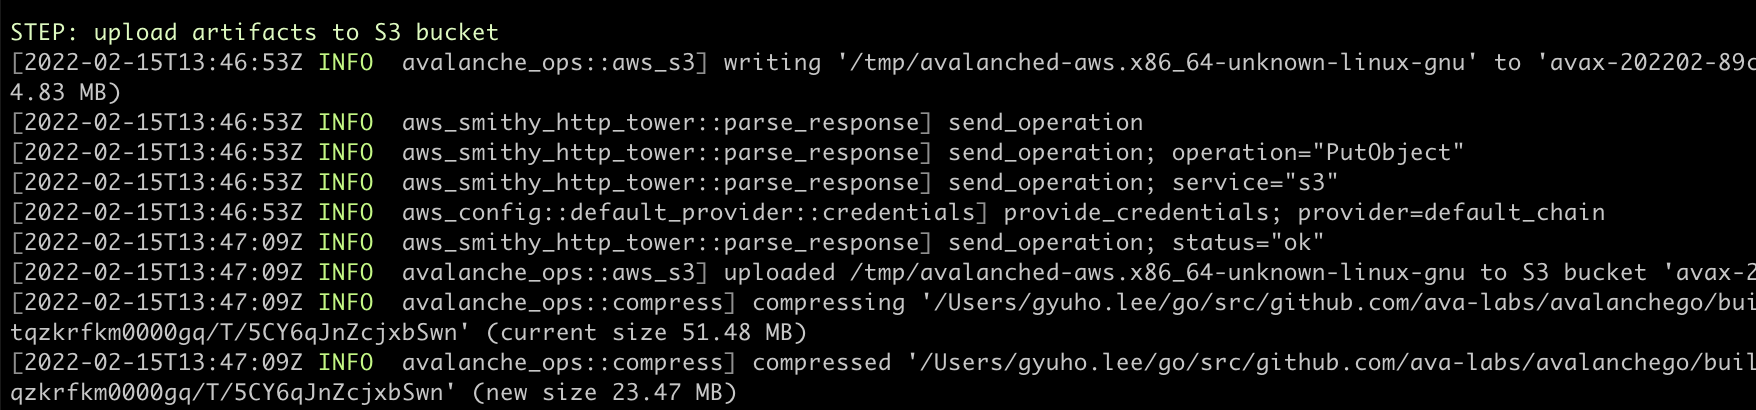 STEP: upload artifacts to S3 bucket
[2022-02-15T13:46:53Z INFO  avalanche_ops::aws_s3] writing '/tmp/avalanched-aws.x86_64-unknown-linux-gnu' to 'avax-202202-89c
4.83 MB)
[2022-02-15T13:46:53Z INFO  aws_smithy_http_tower::parse_response] send_operation
[2022-02-15T13:46:53Z INFO  aws_smithy_http_tower::parse_response] send_operation; operation="PutObject"
[2022-02-15T13:46:53Z INFO  aws_smithy_http_tower::parse_response] send_operation; service="s3"
[2022-02-15T13:46:53Z INFO  aws_config::default_provider::credentials] provide_credentials; provider=default_chain
[2022-02-15T13:47:09Z INFO  aws_smithy_http_tower::parse_response] send_operation; status="ok"
[2022-02-15T13:47:09Z INFO  avalanche_ops::aws_s3] uploaded /tmp/avalanched-aws.x86_64-unknown-linux-gnu to S3 bucket 'avax-2
[2022-02-15T13:47:09Z INFO  avalanche_ops::compress] compressing '/Users/gyuho.lee/go/src/github.com/ava-labs/avalanchego/bui
tqzkrfkm0000gq/T/5CY6qJnZcjxbSwn' (current size 51.48 MB)
[2022-02-15T13:47:09Z INFO  avalanche_ops::compress] compressed '/Users/gyuho.lee/go/src/github.com/ava-labs/avalanchego/buil
qzkrfkm0000gq/T/5CY6qJnZcjxbSwn' (new size 23.47 MB)